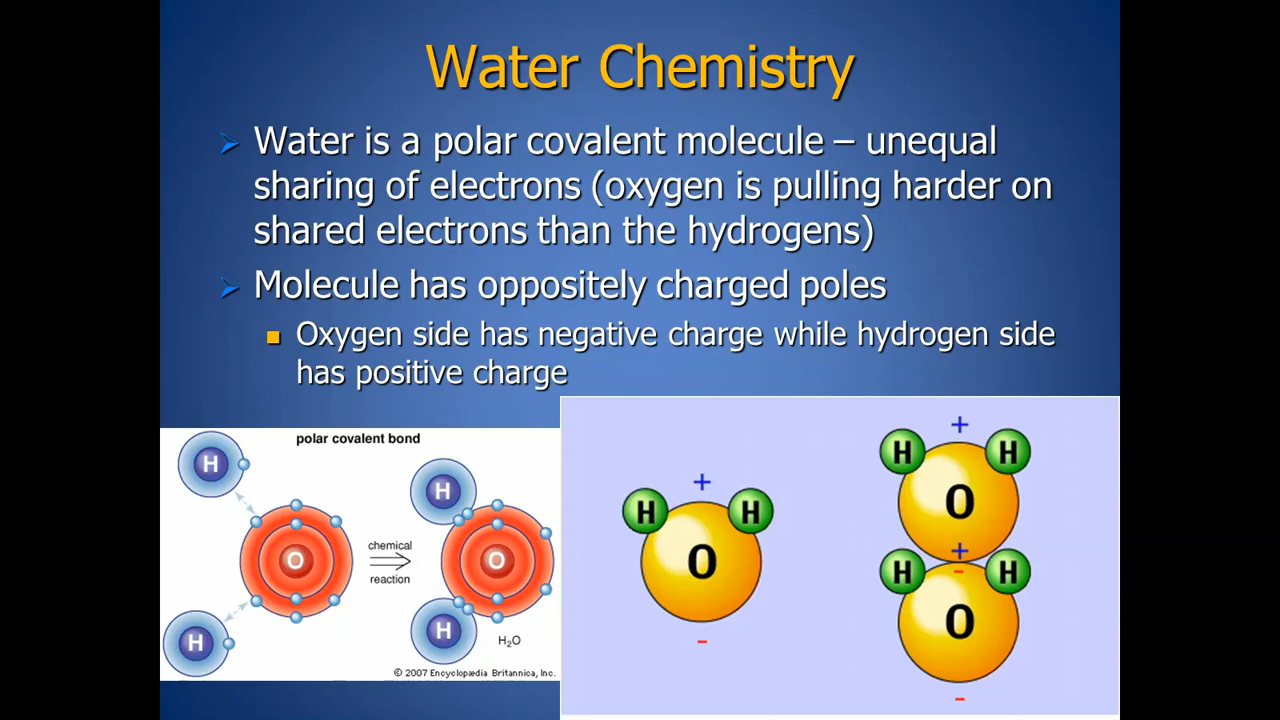 Water Chemistry
Water is a polar covalent molecule – unequal
sharing of electrons (oxygen is pulling harder on
shared electrons than the hydrogens)
Molecule has oppositely charged poles
Oxygen side has negative charge while hydrogen side
has positive charge
polar covalent bond
H
H
O
chemical
reaction
H
O
H
H₂O
© 2007 Encyclopædia Britannica, Inc.
+
H H
O
-
+
H H
O
+
-
H H
O
-